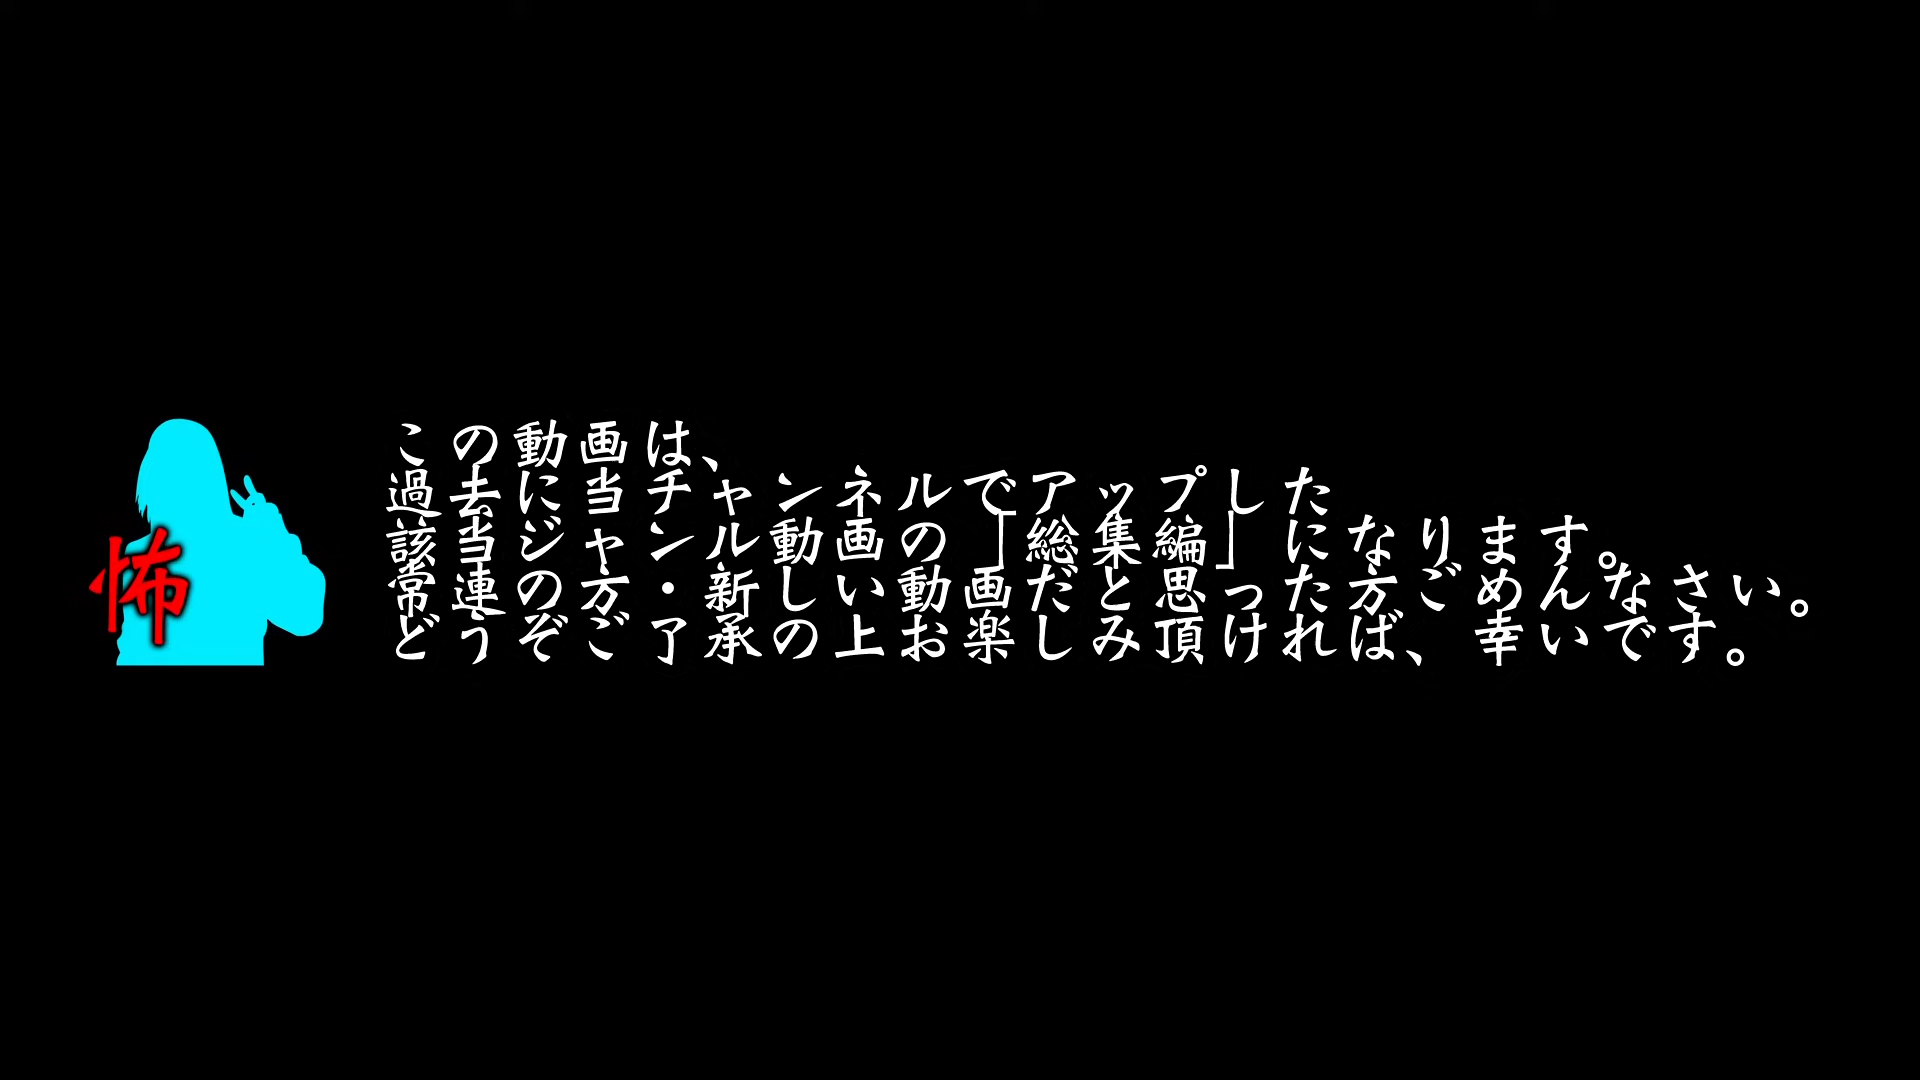 怖
この動画は、
過去に当チャンネルでアップした
該当ジャンル動画の「総集編」になります。
常連の方・新しい動画だと思った方ごめんなさい。
どうぞご了承の上お楽しみ頂ければ、幸いです。